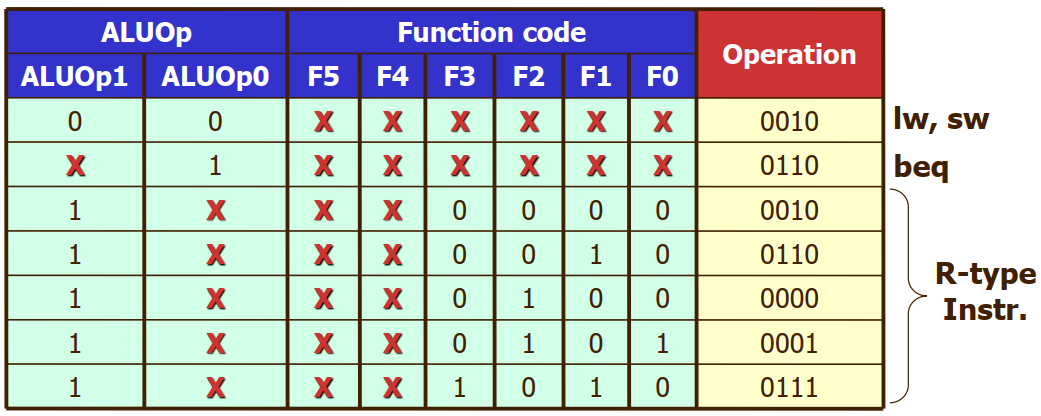 ALUOp Function code Operation
ALUOp1 ALUOp0 F5 F4 F3 F2 F1 F0
0 0 X X X X X X 0010 lw, sw
X 1 X X X X X X 0110 beq
1 X X X 0 0 0 0 0010
1 X X X 0 0 1 0 0110
1 X X X 0 1 0 0 0000
1 X X X 0 1 0 1 0001
1 X X X 1 0 1 0 0111
R-type
Instr.